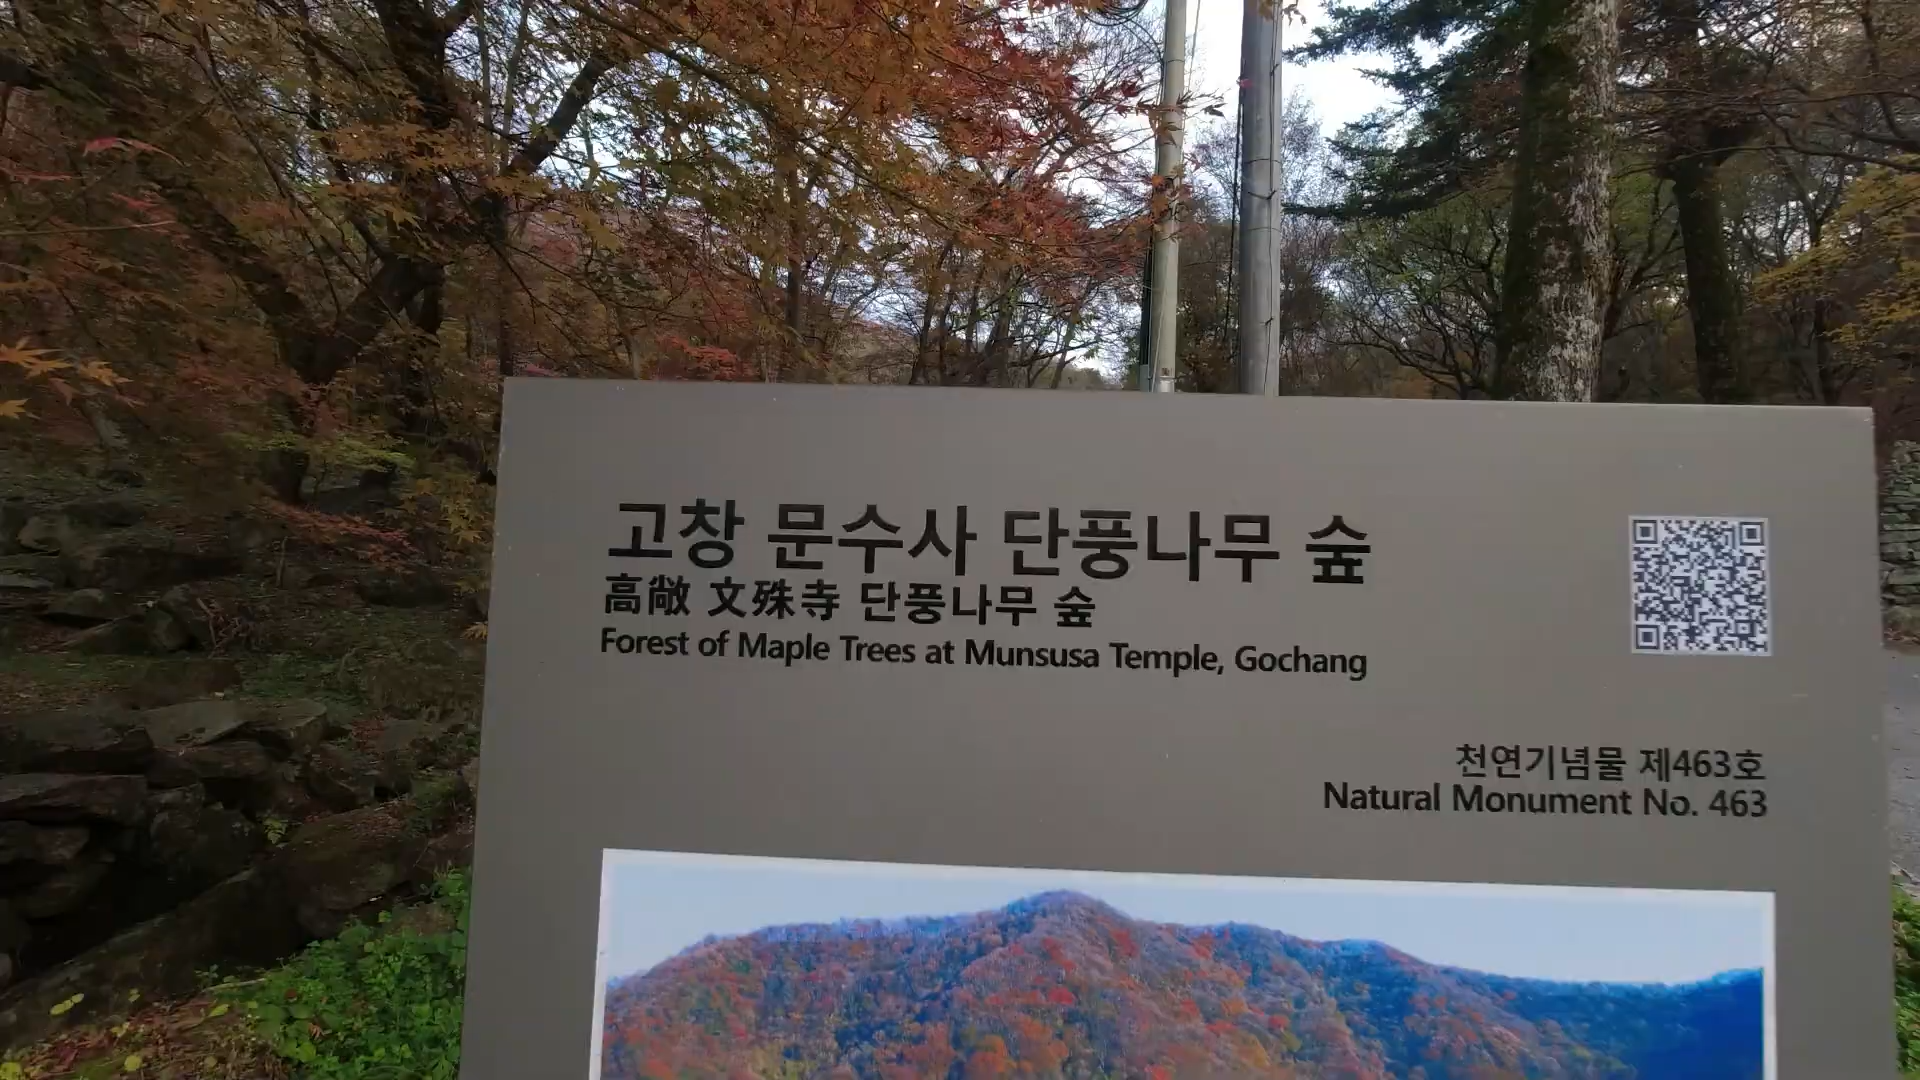 고창 문수사 단풍나무 숲
高敞 文殊寺 단풍나무 숲
Forest of Maple Trees at Munsusa Temple, Gochang
천연기념물 제463호
Natural Monument No. 463